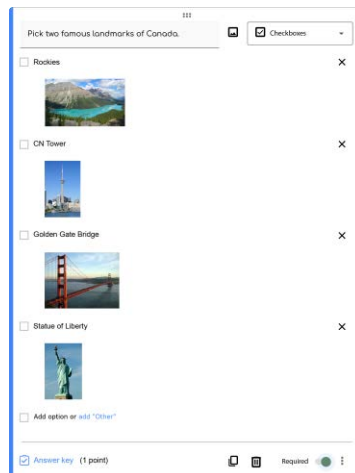 Pick two famous landmarks of Canada.
Checkboxes
Rockies
CN Tower
Golden Gate Bridge
Statue of Liberty
Add option or add "Other"
Answer key (1 point)
Required